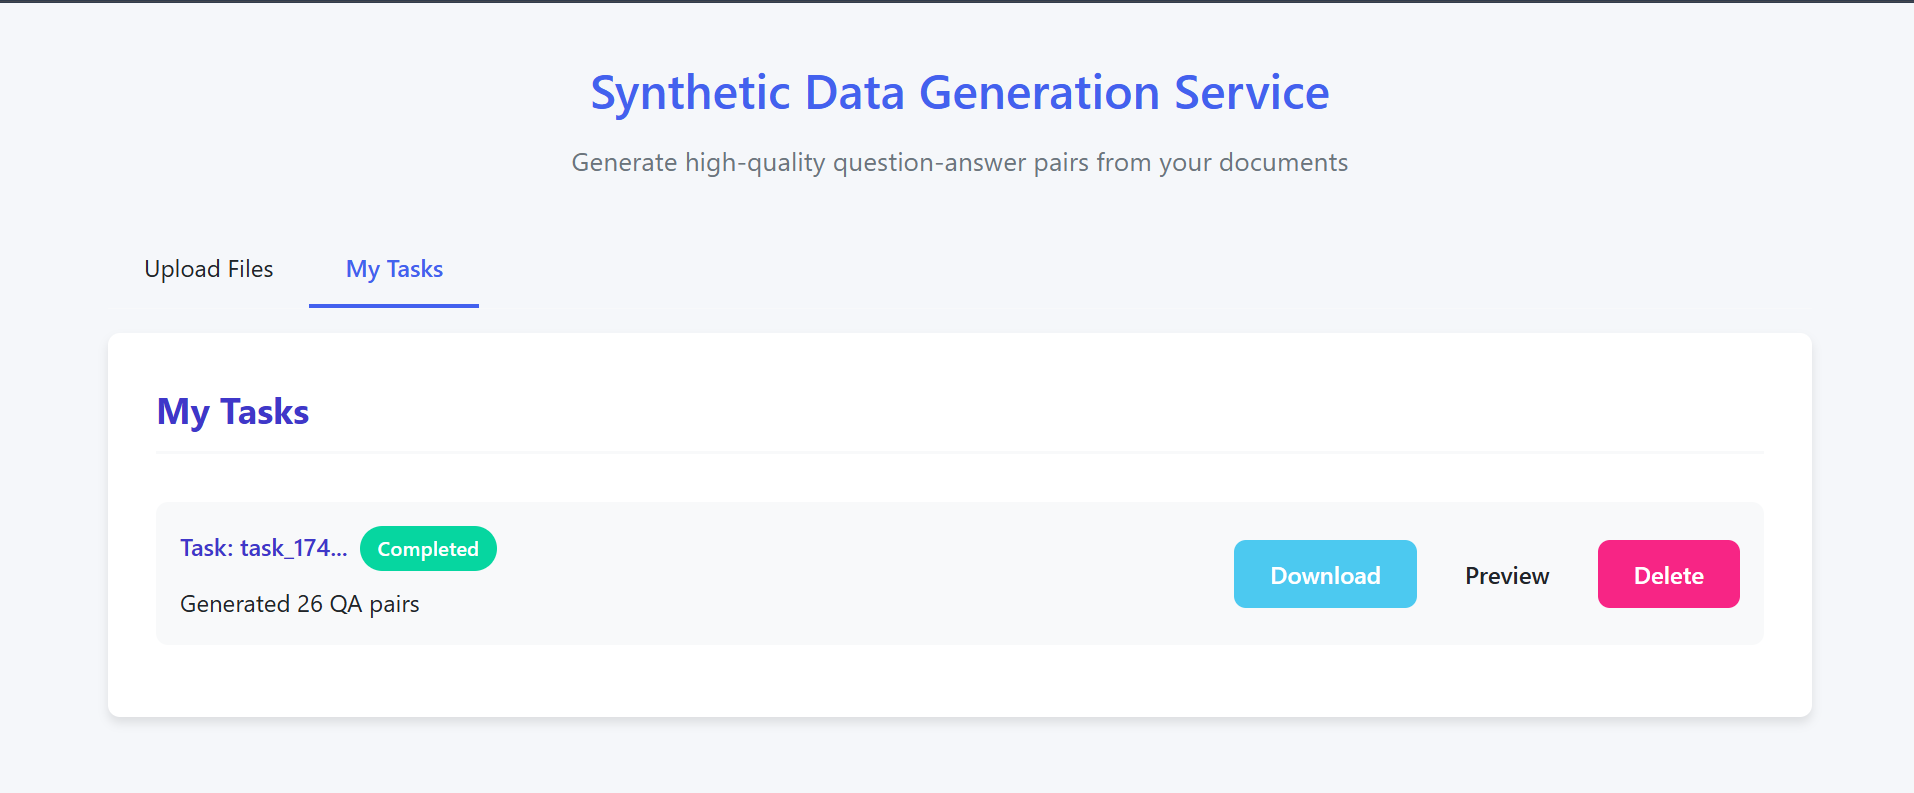 Synthetic Data Generation Service
Generate high-quality question-answer pairs from your documents
Upload Files
My Tasks
My Tasks
Task: task_174...
Completed
Generated 26 QA pairs
Download
Preview
Delete